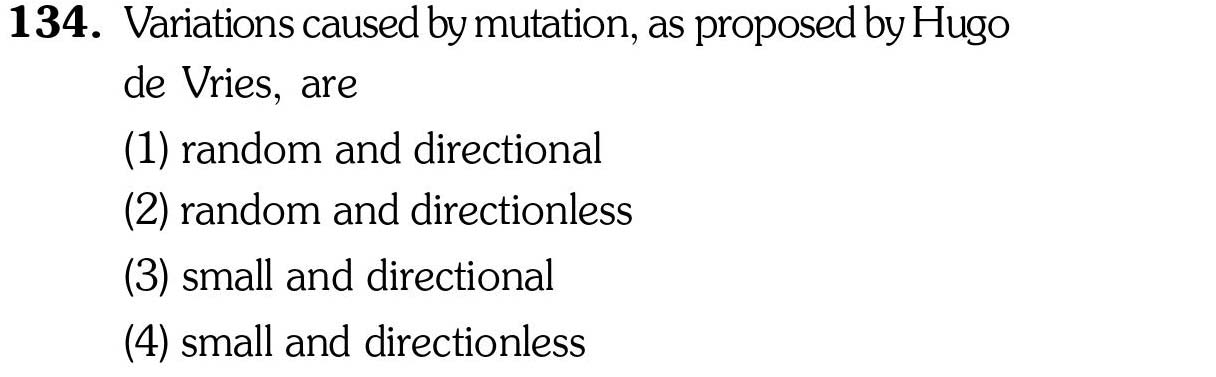 134. Variations caused by mutation, as proposed by Hugo
de Vries, are
(1) random and directional
(2) random and directionless
(3) small and directional
(4) small and directionless